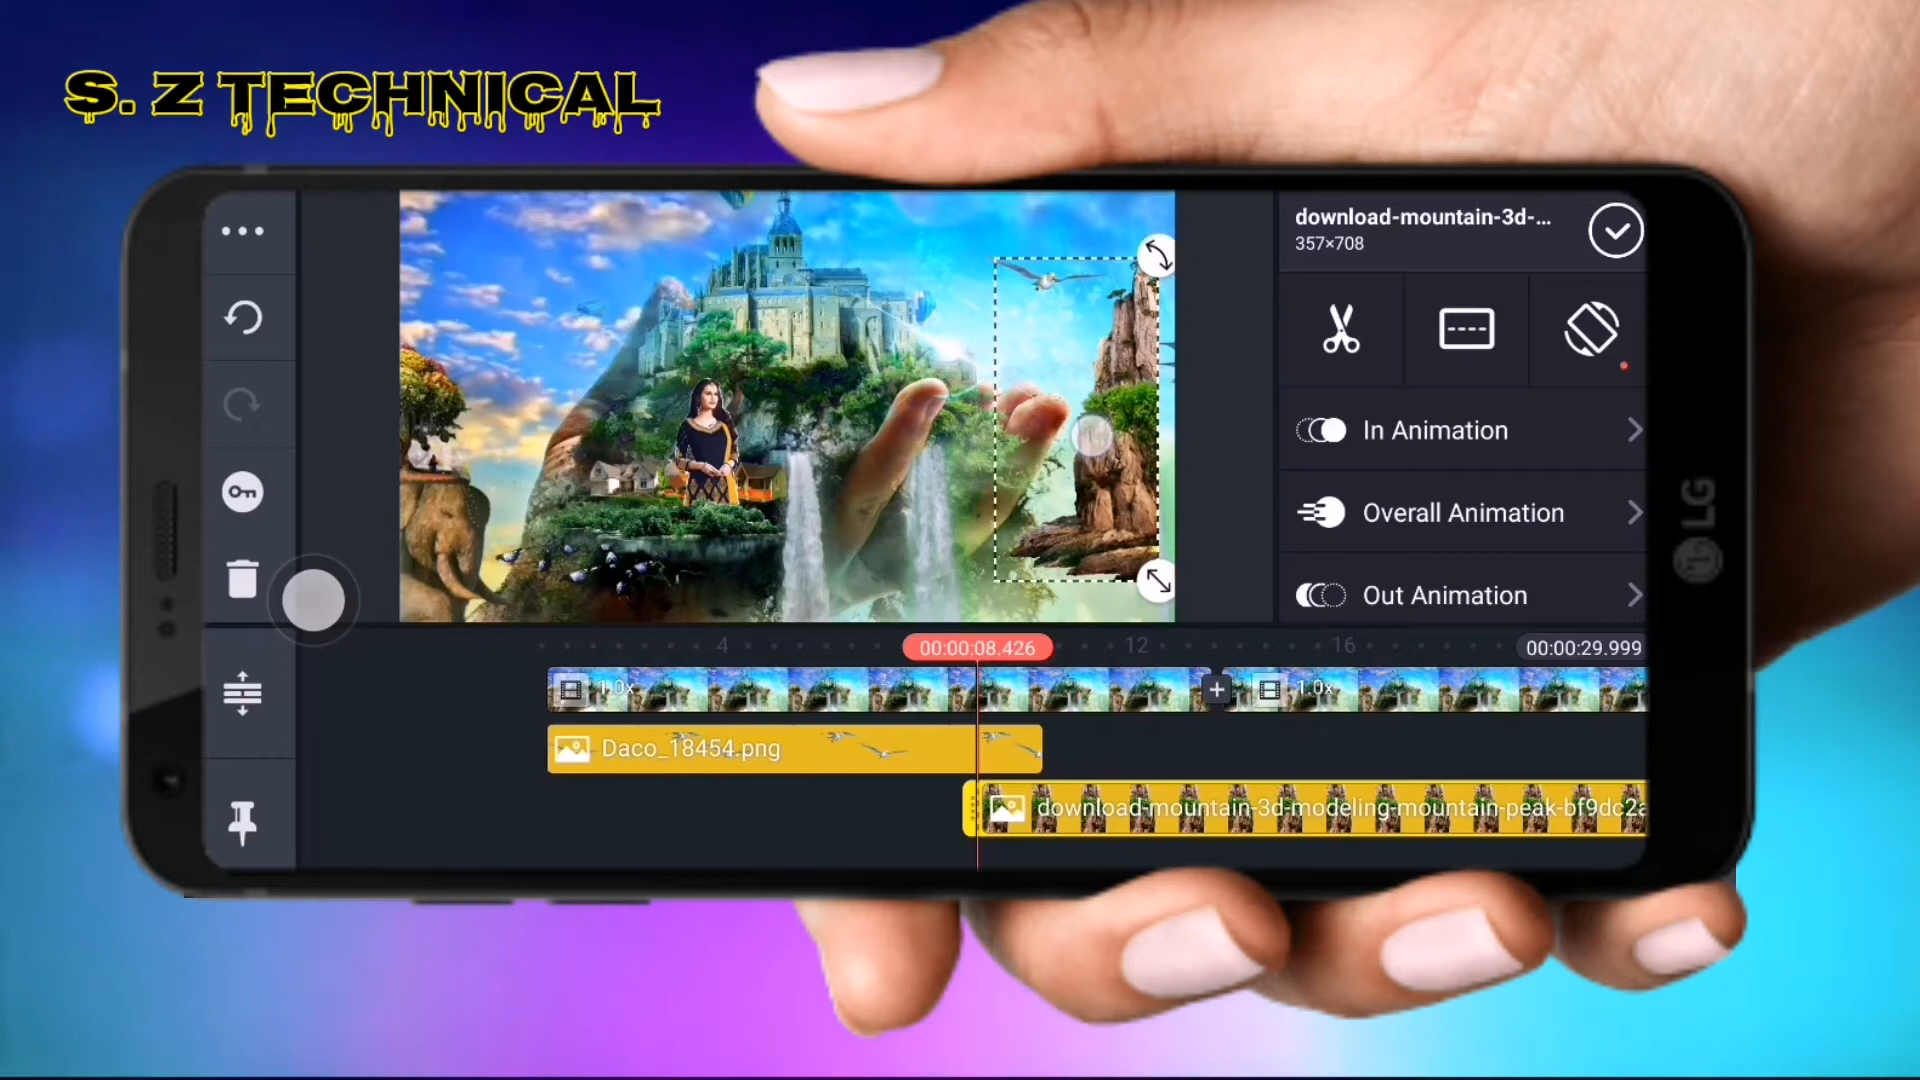 S. Z TECHNICAL
download-mountain-3d-...
357×708
In Animation
Overall Animation
Out Animation
4
00:00:08.426
12
16
00:00:29.999
1.0x
1.0x
Daco_18454.png
download-mountain-3d-modeling-mountain-peak-bf9dc2a
LG